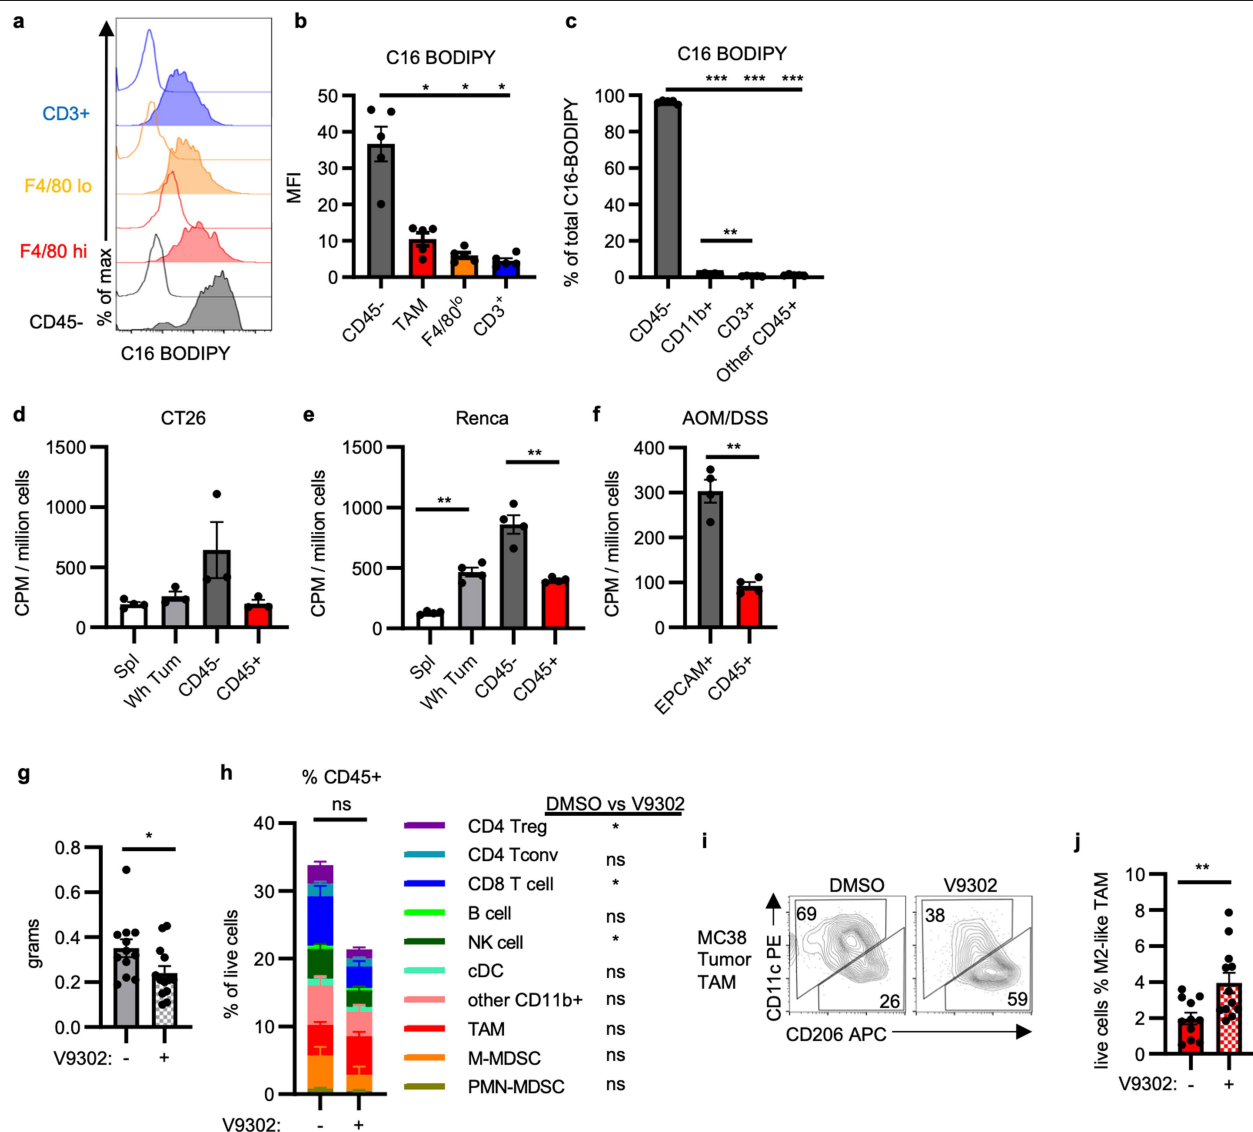 a
CD3+
F4/80 lo
F4/80 hi
CD45-
% of max
C16 BODIPY
b
C16 BODIPY
* * *
MFI
50
40
30
20
10
0
CD45-
TAM
F4/80lo
CD3+
c
C16 BODIPY
*** *** ***
**
% of total C16-BODIPY
100
80
60
40
20
0
CD45-
CD11b+
CD3+
Other CD45+
d
CT26
CPM / million cells
1500
1000
500
0
Spl
Wh Tum
CD45-
CD45+
e
Renca
**
**
CPM / million cells
1500
1000
500
0
Spl
Wh Tum
CD45-
CD45+
f
AOM/DSS
**
CPM / million cells
400
300
200
100
0
EPCAM+
CD45+
g
*
grams
0.8
0.6
0.4
0.2
0.0
V9302: - +
h
% CD45+
ns
% of live cells
40
30
20
10
0
V9302: - +
DMSO vs V9302
CD4 Treg *
CD4 Tconv ns
CD8 T cell *
B cell ns
NK cell *
cDC ns
other CD11b+ ns
TAM ns
M-MDSC ns
PMN-MDSC ns
i
DMSO V9302
MC38
Tumor
TAM
CD11c PE
69
26
38
59
CD206 APC
j
**
live cells % M2-like TAM
10
8
6
4
2
0
V9302: - +